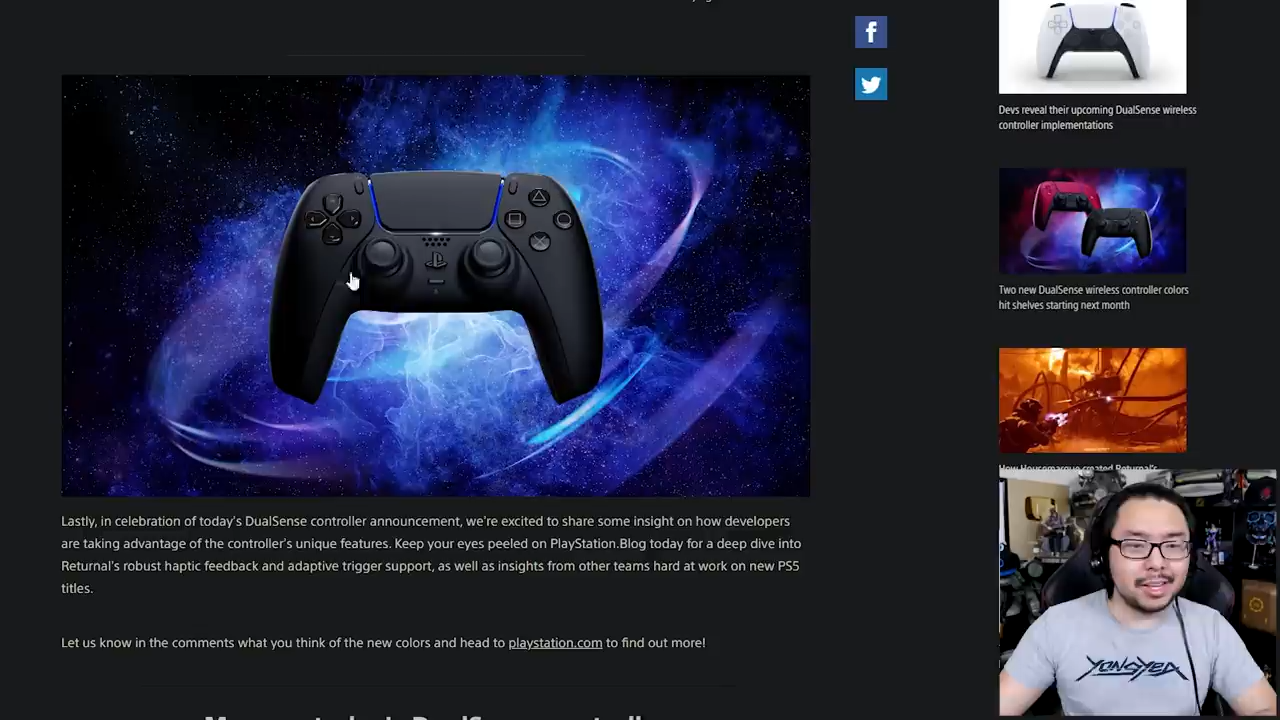 Devs reveal their upcoming DualSense wireless
controller implementations
Two new DualSense wireless controller colors
hit shelves starting next month
Lastly, in celebration of today's DualSense controller announcement, we're excited to share some insight on how developers
are taking advantage of the controller's unique features. Keep your eyes peeled on PlayStation.Blog today for a deep dive into
Returnal's robust haptic feedback and adaptive trigger support, as well as insights from other teams hard at work on new PS5
titles.
Let us know in the comments what you think of the new colors and head to playstation.com to find out more!
How Housemarque created Returnal's
YONGYEA